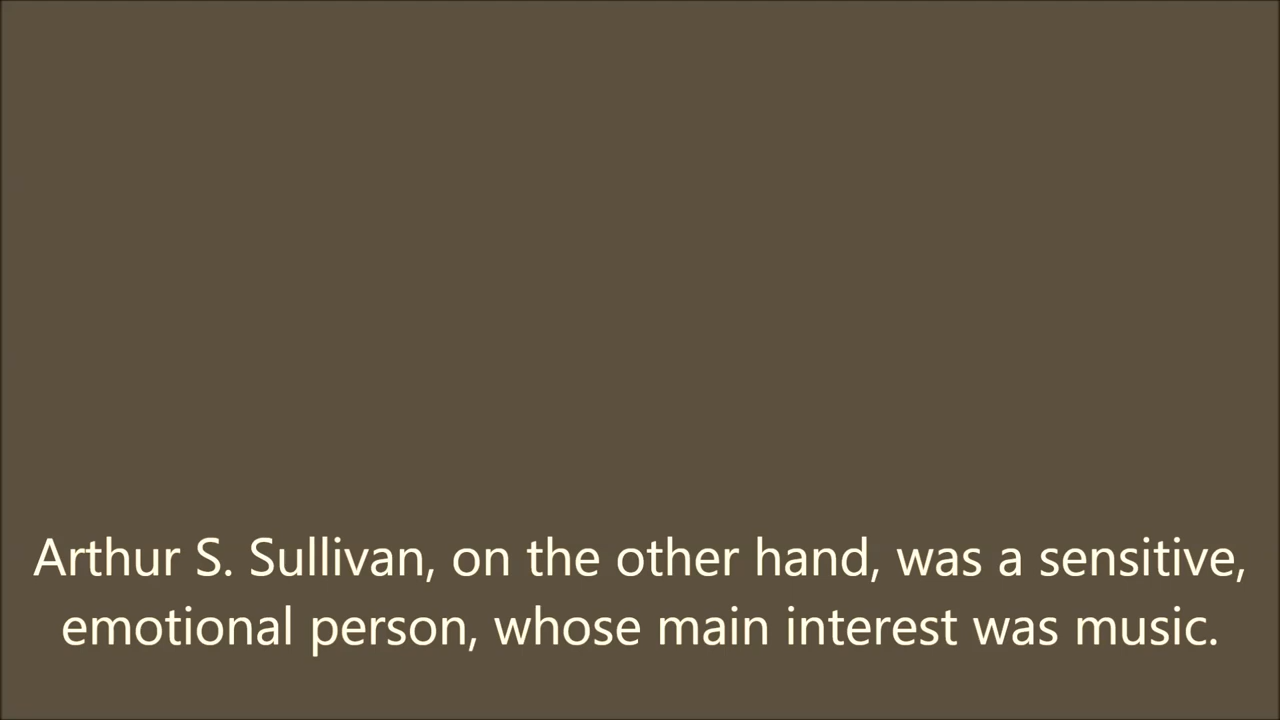 Arthur S. Sullivan, on the other hand, was a sensitive,
emotional person, whose main interest was music.